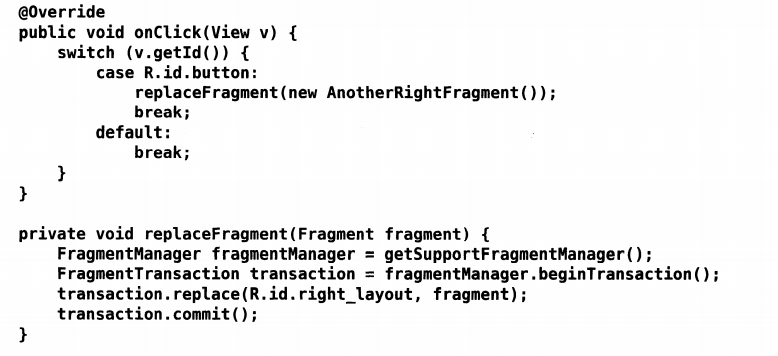 @Override
public void onClick(View v) {
    switch (v.getId()) {
        case R.id.button:
            replaceFragment(new AnotherRightFragment());
            break;
        default:
            break;
    }
}

private void replaceFragment(Fragment fragment) {
    FragmentManager fragmentManager = getSupportFragmentManager();
    FragmentTransaction transaction = fragmentManager.beginTransaction();
    transaction.replace(R.id.right_layout, fragment);
    transaction.commit();
}